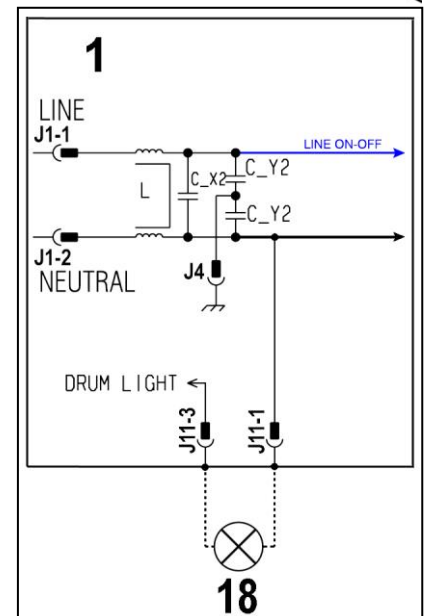 1
LINE
J1-1
LINE ON-OFF
C_Y2
C_X2
L
C_Y2
J1-2
J4
NEUTRAL
DRUM LIGHT
J11-3
J11-1
18